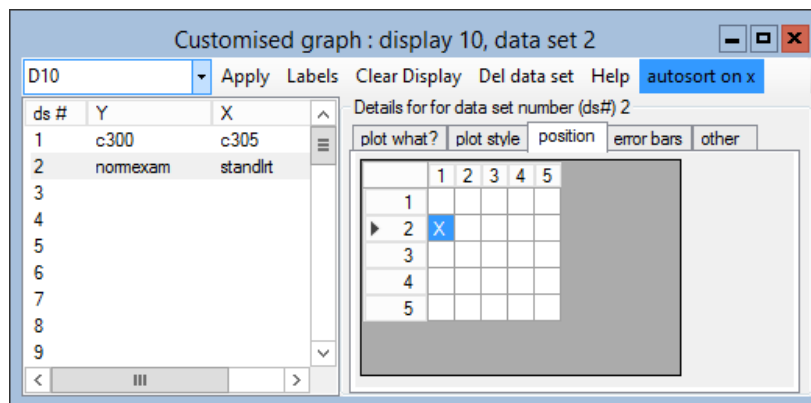 Customised graph : display 10, data set 2
D10 Apply Labels Clear Display Del data set Help autosort on x
ds # Y X
1 c300 c305
2 normexam standlrt
3
4
5
6
7
8
9
Details for for data set number (ds#) 2
plot what? plot style position error bars other
1 2 3 4 5
1
2 X
3
4
5